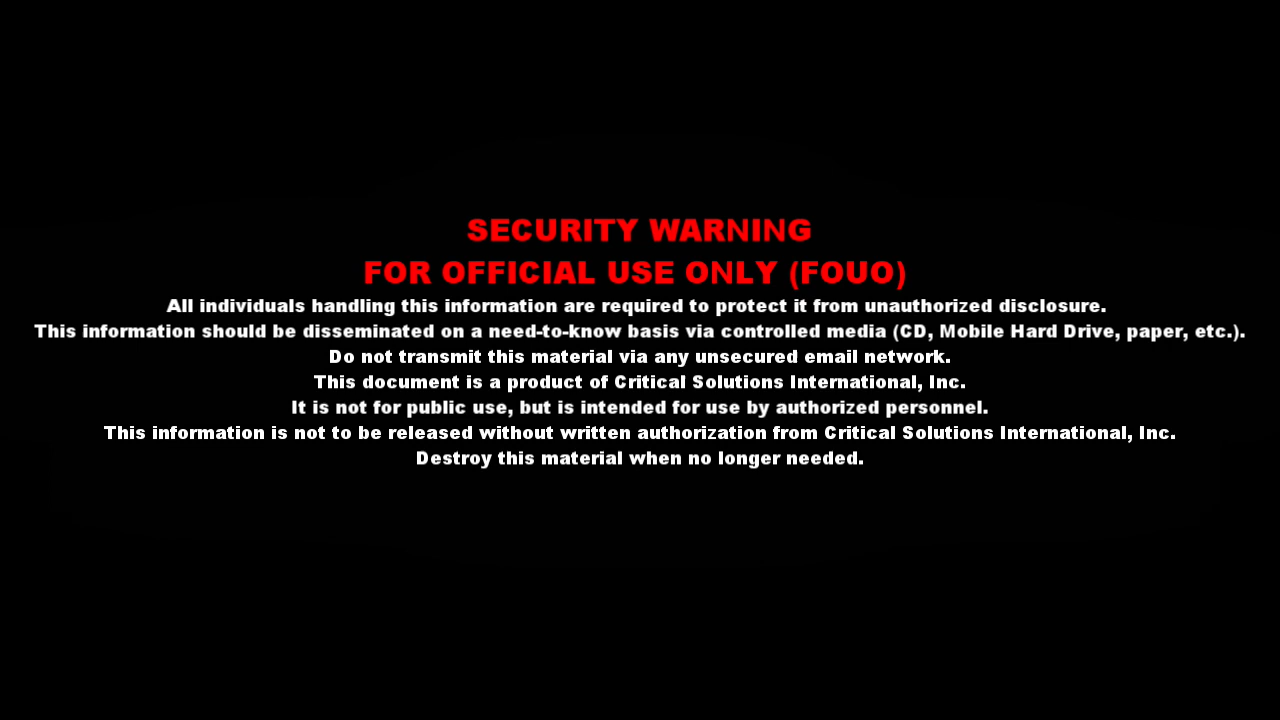 SECURITY WARNING
FOR OFFICIAL USE ONLY (FOUO)
All individuals handling this information are required to protect it from unauthorized disclosure.
This information should be disseminated on a need-to-know basis via controlled media (CD, Mobile Hard Drive, paper, etc.).
Do not transmit this material via any unsecured email network.
This document is a product of Critical Solutions International, Inc.
It is not for public use, but is intended for use by authorized personnel.
This information is not to be released without written authorization from Critical Solutions International, Inc.
Destroy this material when no longer needed.